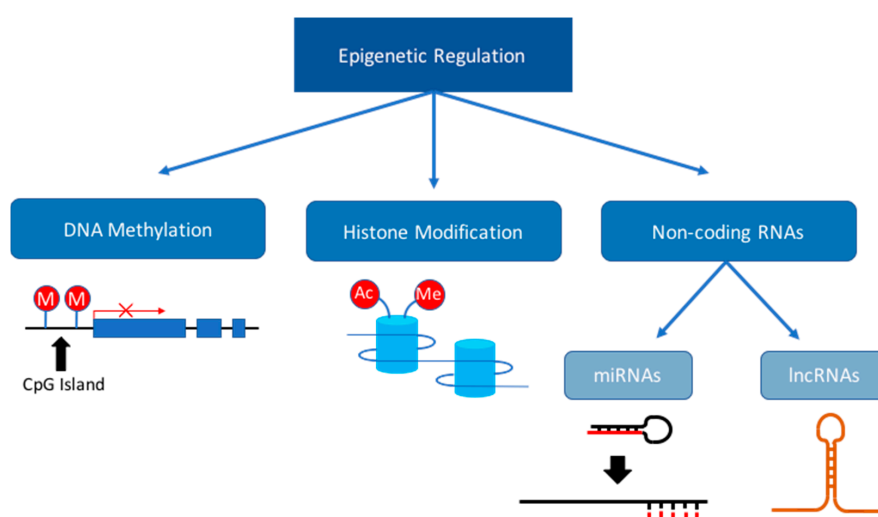 Epigenetic Regulation
DNA Methylation
Histone Modification
Non-coding RNAs
M M
Ac Me
CpG Island
miRNAs
lncRNAs